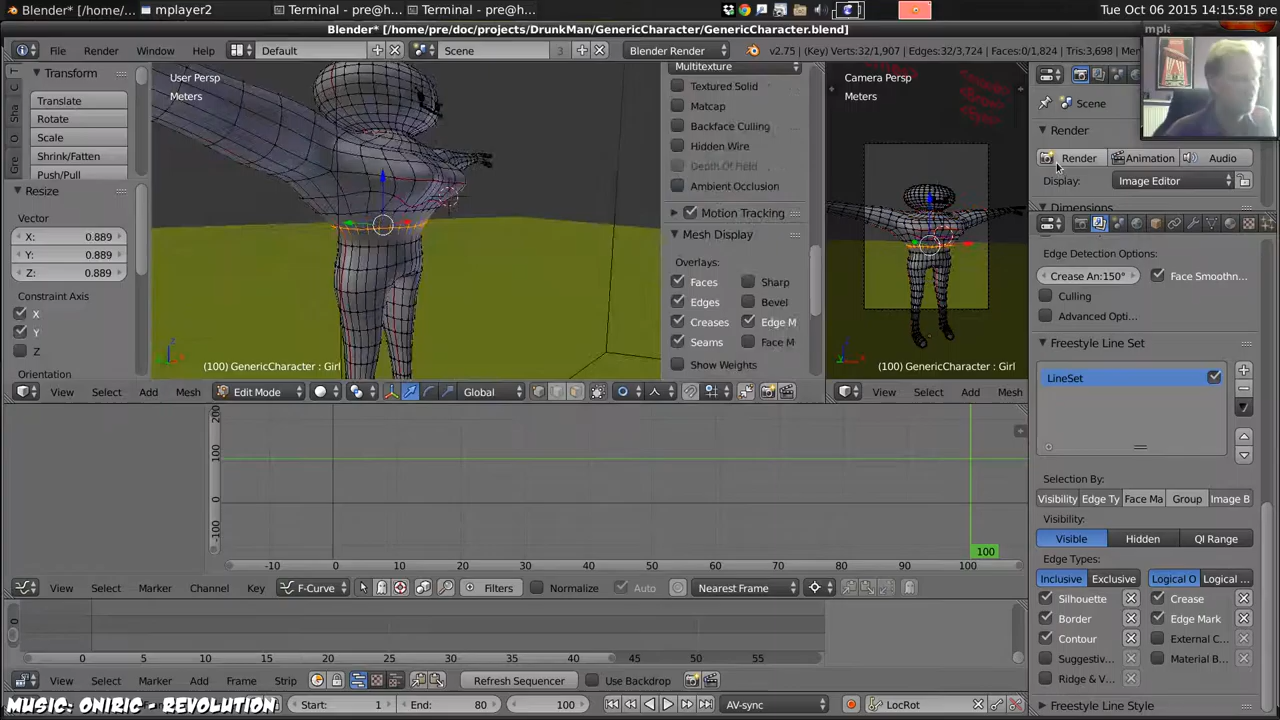 Blender* [/home/...
mplayer2
Terminal - pre@h...
Terminal - pre@h...
Tue Oct 06 2015 14:15:58 pre
Blender* [/home/pre/doc/projects/DrunkMan/GenericCharacter/GenericCharacter.blend]
mpla
File
Render
Window
Help
Default
Scene
3
Blender Render
v2.75 | (Key) Verts:32/1,907 | Edges:32/3,724 | Faces:0/1,824 | Tris:3,698 | Mem
Transform
Translate
Rotate
Scale
Shrink/Fatten
Push/Pull
Resize
Vector
X: 0.889
Y: 0.889
Z: 0.889
Constraint Axis
X
Y
Z
Orientation
Sha
Gre
User Persp
Meters
(100) GenericCharacter : Girl
Multitexture
Textured Solid
Matcap
Backface Culling
Hidden Wire
Depth Of Field
Ambient Occlusion
Motion Tracking
Mesh Display
Overlays:
Faces
Sharp
Edges
Bevel
Creases
Edge M
Seams
Face M
Show Weights
Camera Persp
Meters
(100) GenericCharacter : Girl
Scene
Render
Render
Animation
Audio
Display:
Image Editor
Dimensions
Edge Detection Options:
Crease An:150°
Face Smoothn...
Culling
Advanced Opti...
Freestyle Line Set
LineSet
Selection By:
Visibility
Edge Ty
Face Ma
Group
Image B
Visibility:
Visible
Hidden
QI Range
Edge Types:
Inclusive
Exclusive
Logical O
Logical ...
Silhouette
Crease
Border
Edge Mark
Contour
External C...
Suggestiv...
Material B...
Ridge & V...
Freestyle Line Style
View
Select
Add
Mesh
Edit Mode
Global
View
Select
Mesh
200
100
0
-100
-10
0
10
20
30
40
50
60
70
80
90
100
100
View
Select
Marker
Channel
Key
F-Curve
Filters
Normalize
Auto
Nearest Frame
0
0
5
10
15
20
25
30
35
40
45
50
55
View
Select
Marker
Add
Frame
Strip
Refresh Sequencer
Use Backdrop
MUSIC: ONIRIC - REVOLUTION
Start: 1
End: 80
100
AV-sync
LocRot